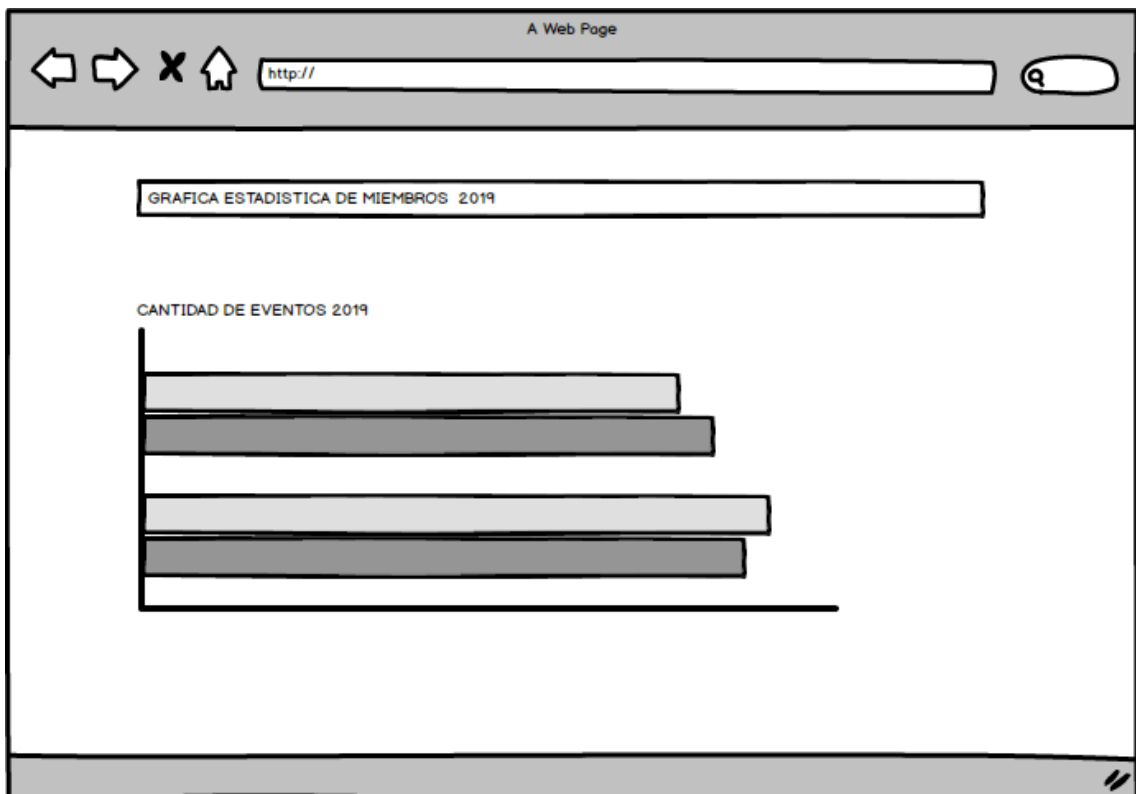 A Web Page
http://
GRAFICA ESTADISTICA DE MIEMBROS 2019
CANTIDAD DE EVENTOS 2019